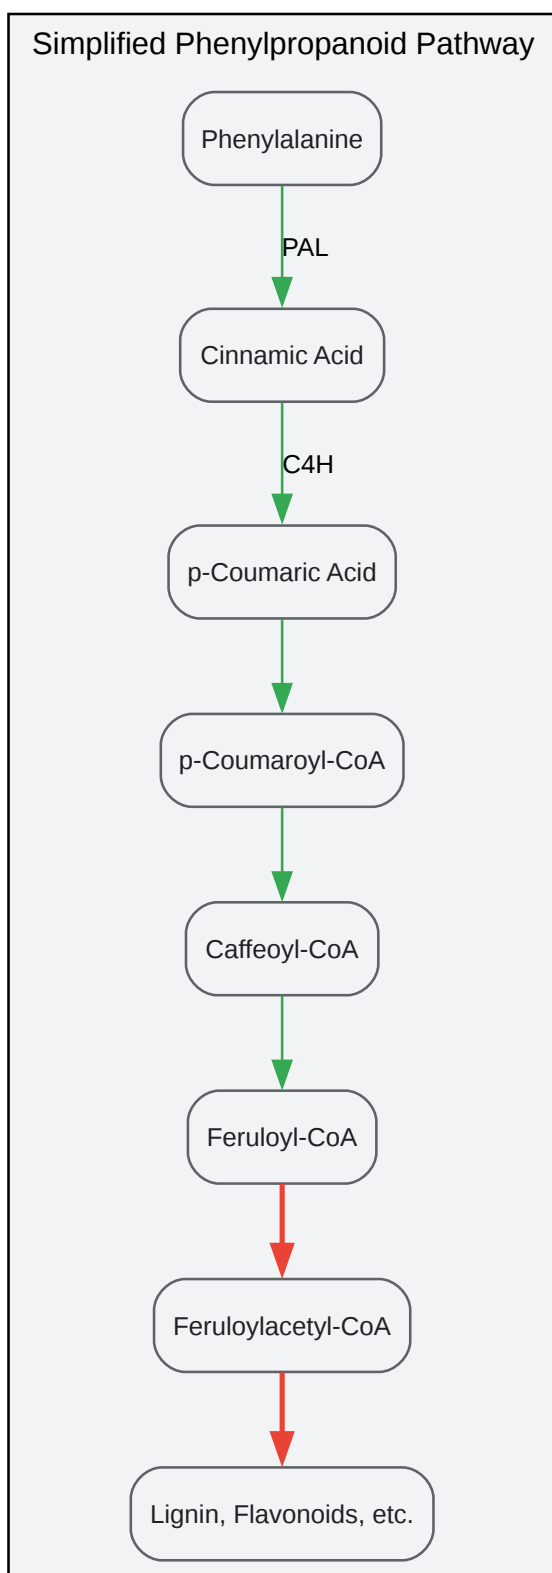 Simplified Phenylpropanoid Pathway
Phenylalanine
PAL
Cinnamic Acid
C4H
p-Coumaric Acid
p-Coumaroyl-CoA
Caffeoyl-CoA
Feruloyl-CoA
Feruloylacetyl-CoA
Lignin, Flavonoids, etc.